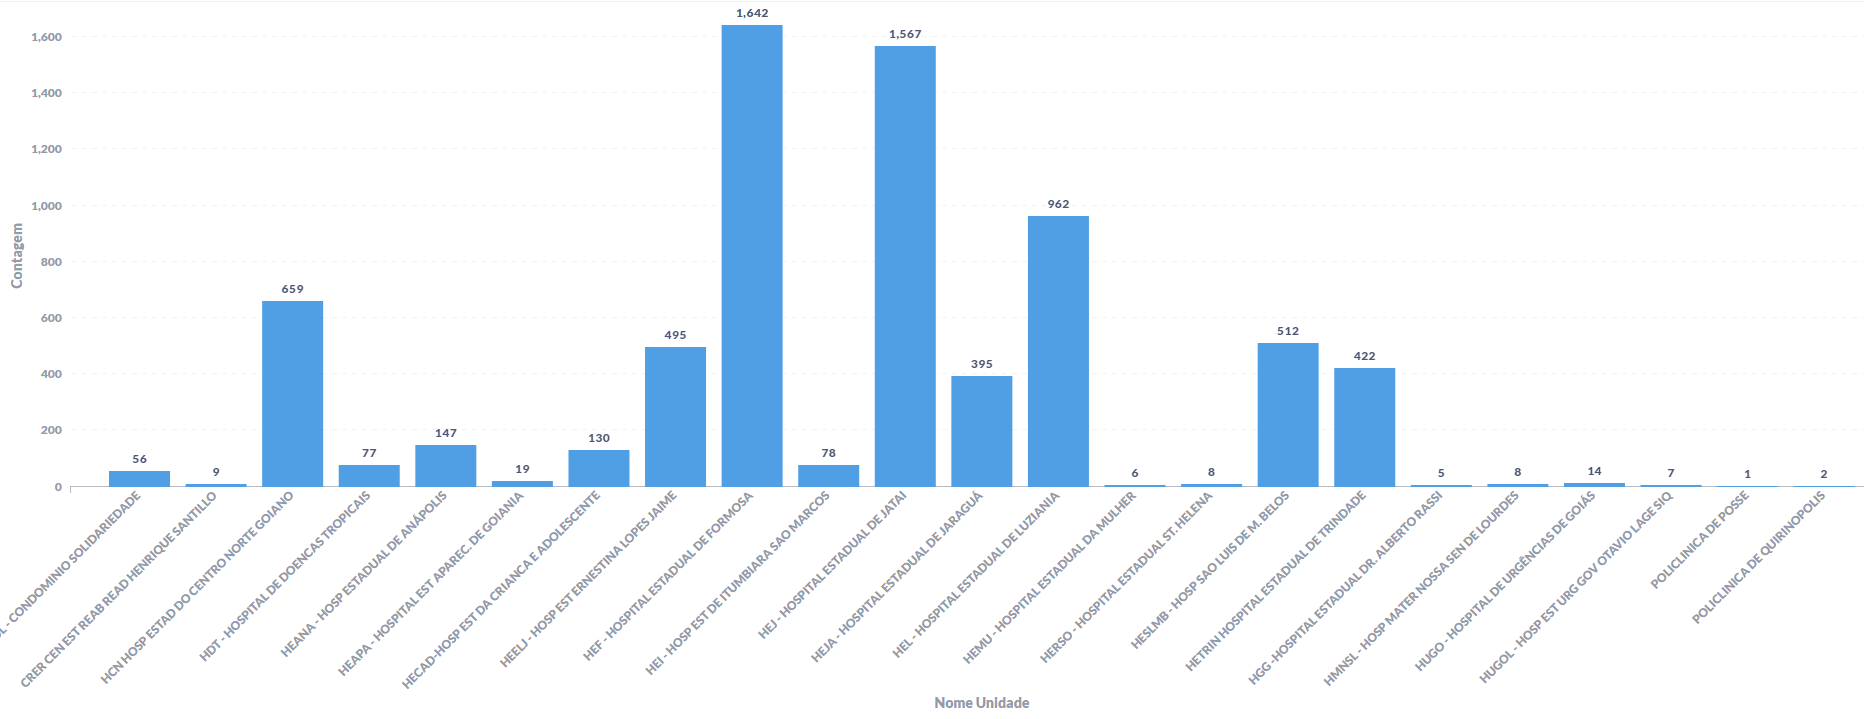 1,600
1,400
1,200
1,000
800
600
400
200
0
Contagem
56
9
659
77
147
19
130
495
1,642
78
1,567
395
962
6
8
512
422
5
8
14
7
1
2
- CONDOMINIO SOLIDARIEDADE
CRER CEN EST REAB READ HENRIQUE SANTILLO
HCN HOSP ESTAD DO CENTRO NORTE GOIANO
HDT - HOSPITAL DE DOENCAS TROPICAIS
HEANA - HOSP ESTADUAL DE ANÁPOLIS
HEAPA - HOSPITAL EST APAREC. DE GOIANIA
HECAD-HOSP EST DA CRIANCA E ADOLESCENTE
HEELJ - HOSP EST ERNESTINA LOPES JAIME
HEF - HOSPITAL ESTADUAL DE FORMOSA
HEI - HOSP EST DE ITUMBIARA SAO MARCOS
HEJ - HOSPITAL ESTADUAL DE JATAI
HEJA - HOSPITAL ESTADUAL DE JARAGUÁ
HEL - HOSPITAL ESTADUAL DE LUZIANIA
HEMU - HOSPITAL ESTADUAL DA MULHER
HERSO - HOSPITAL ESTADUAL ST. HELENA
HESLMB - HOSP SAO LUIS DE M. BELOS
HETRIN HOSPITAL ESTADUAL DE TRINDADE
HGG -HOSPITAL ESTADUAL DR. ALBERTO RASSI
HMNSL - HOSP MATER NOSSA SEN DE LOURDES
HUGO - HOSPITAL DE URGÊNCIAS DE GOIÁS
HUGOL - HOSP EST URG GOV OTAVIO LAGE SIQ
POLICLINICA DE POSSE
POLICLINICA DE QUIRINOPOLIS
Nome Unidade